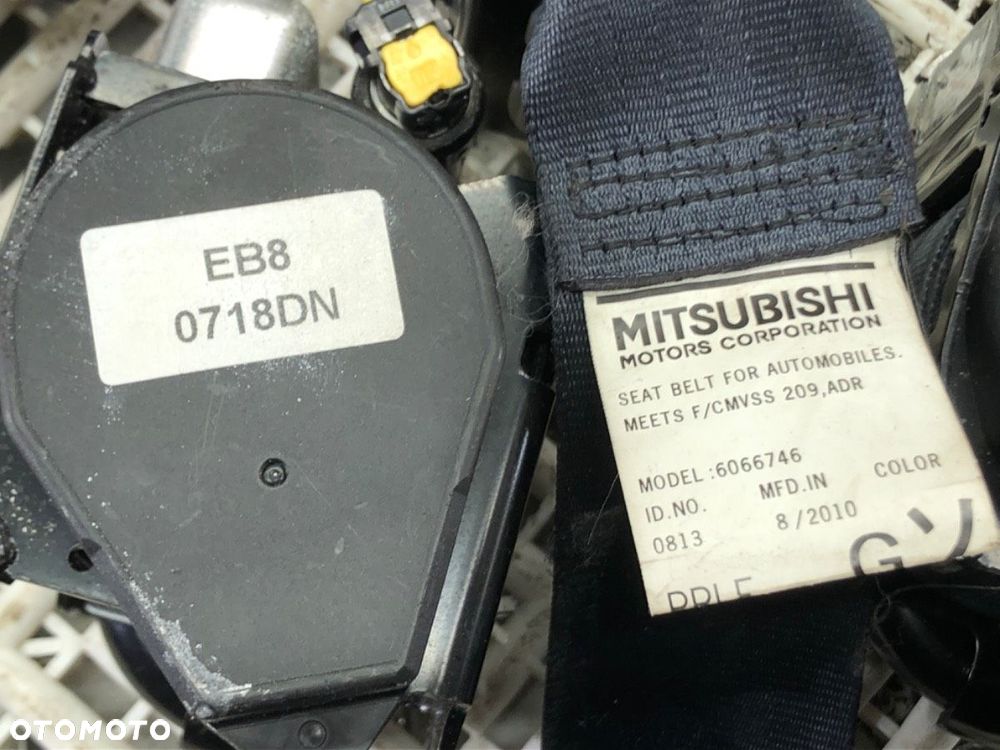 EB8
0718DN
MITSUBISHI
MOTORS CORPORATION
SEAT BELT FOR AUTOMOBILES.
MEETS F/CMVSS 209,ADR
MODEL :6066746
ID.NO. MFD.IN COLOR
0813 8/2010
OTOMOTO